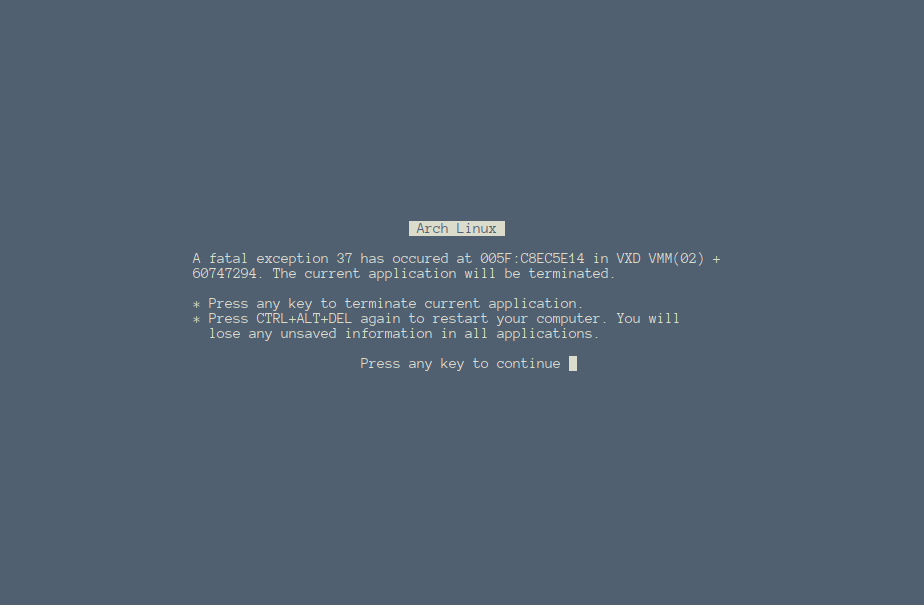 Arch Linux
A fatal exception 37 has occured at 005F:C8EC5E14 in VXD VMM(02) +
60747294. The current application will be terminated.
* Press any key to terminate current application.
* Press CTRL+ALT+DEL again to restart your computer. You will
lose any unsaved information in all applications.
Press any key to continue